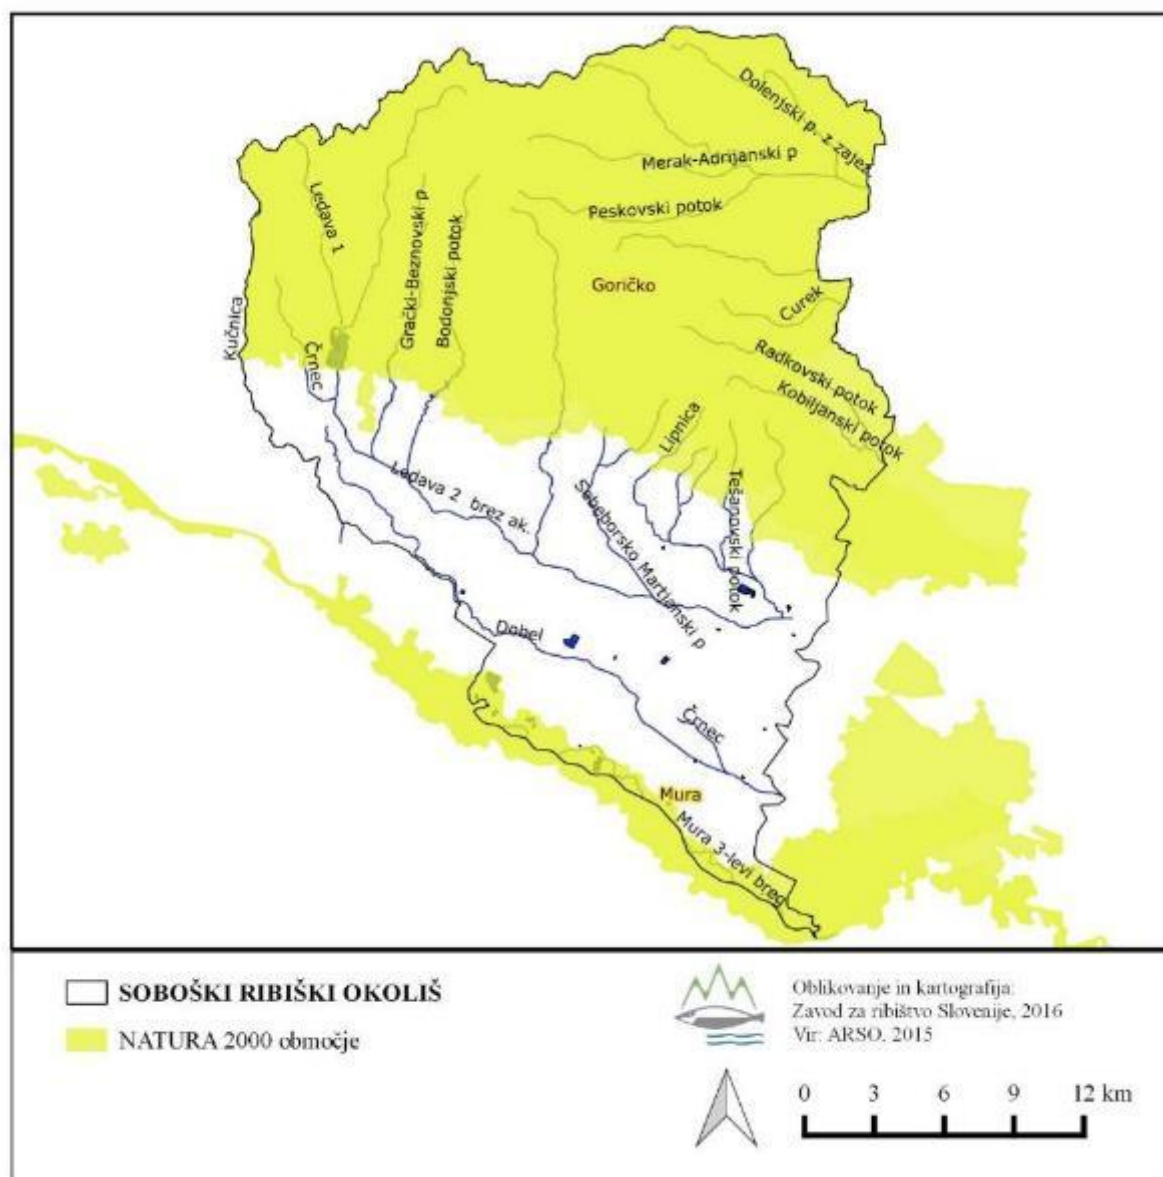 Dolenjski p. z zajez.
Merak-Adrijanski p
Ledava 1
Peskovski potok
Grački-Beznovski p
Bodonjski potok
Goričko
Curek
Kučnica
Črnec
Radkovski potok
Kobiljanski potok
Lipnica
Ledava 2 brez ak.
Sebeborsko Martjanski p
Tešanovski potok
Dobel
Črnec
Mura
Mura 3-levi breg
SOBOŠKI RIBIŠKI OKOLIŠ
NATURA 2000 območje
Oblikovanje in kartografija:
Zavod za ribištvo Slovenije, 2016
Vir: ARSO, 2015
0 3 6 9 12 km